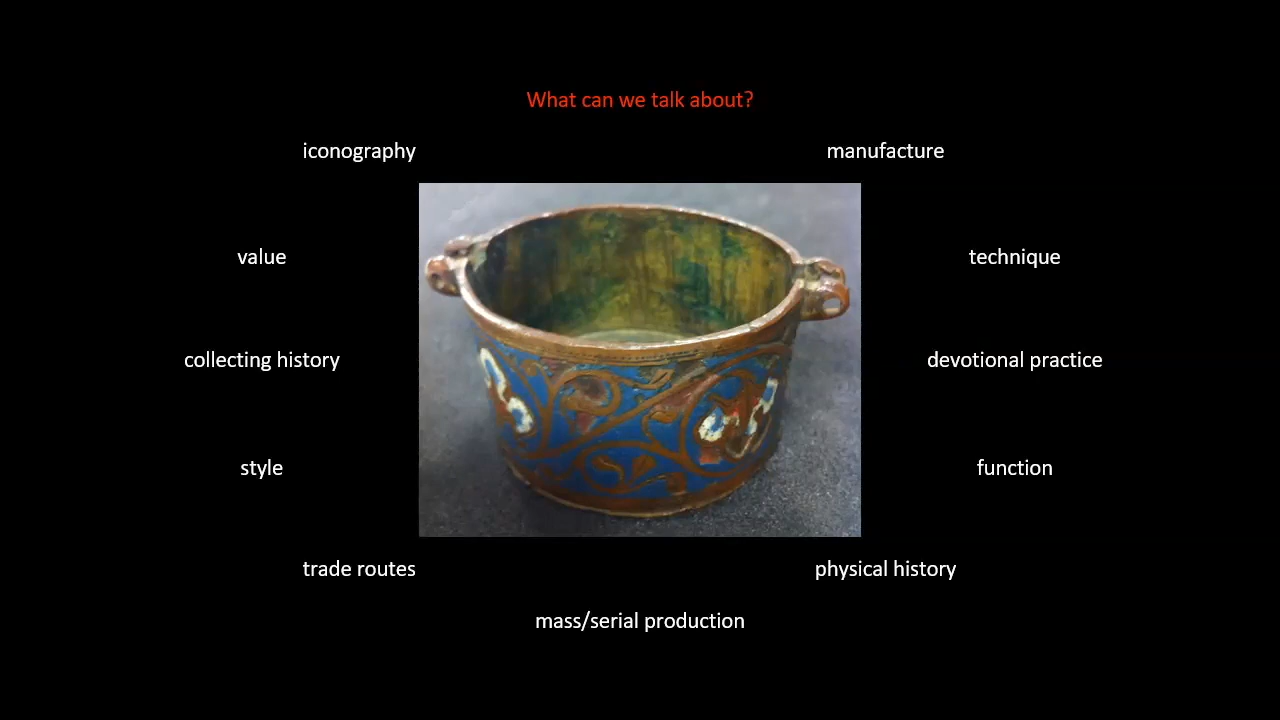 What can we talk about?
iconography
manufacture
value
technique
collecting history
devotional practice
style
function
trade routes
physical history
mass/serial production